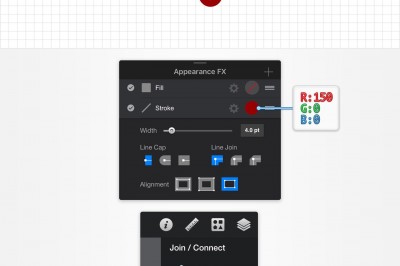 Appearance FX
Fill
Stroke
R:150
G:0
B:0
Width
4.0 pt
Line Cap
Line Join
Alignment
Join / Connect